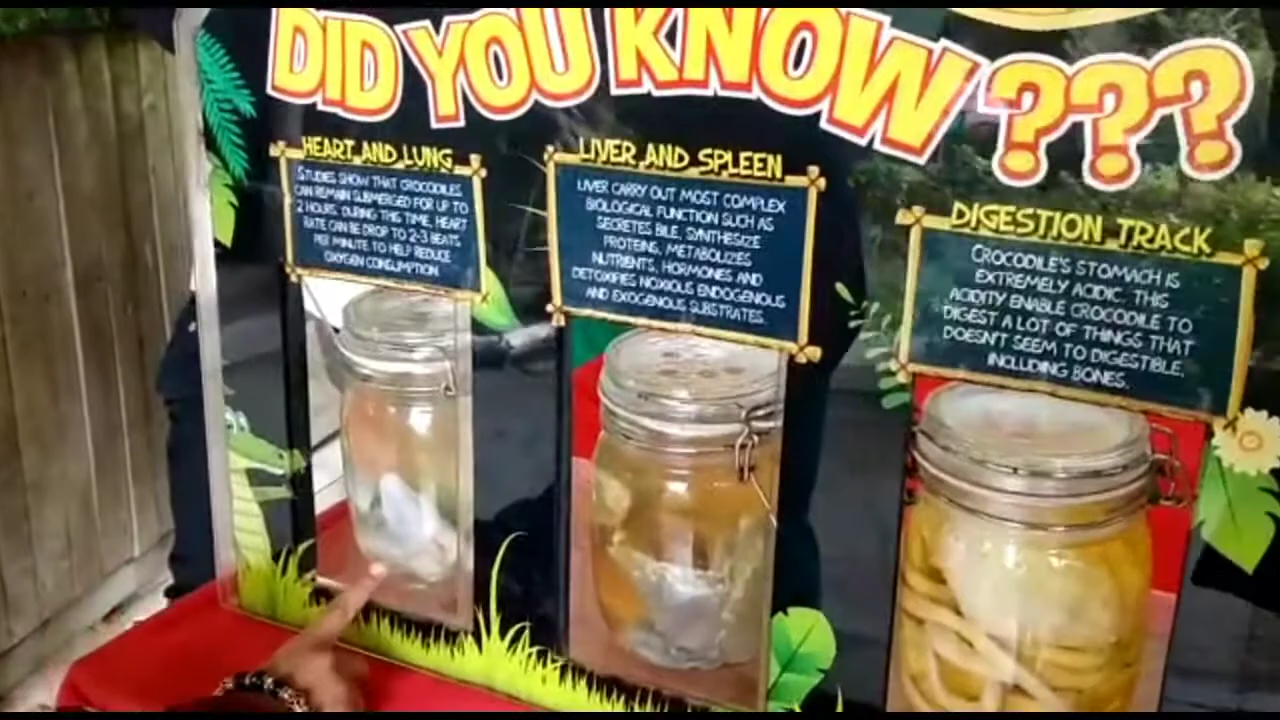 DID YOU KNOW ???
HEART AND LUNG
STUDIES SHOW THAT CROCODILES
CAN REMAIN SUBMERGED FOR UP TO
2 HOURS. DURING THIS TIME, HEART
RATE CAN BE DROP TO 2-3 BEATS
PER MINUTE. TO HELP REDUCE
OXYGEN CONSUMPTION
LIVER AND SPLEEN
LIVER CARRY OUT MOST COMPLEX
BIOLOGICAL FUNCTION SUCH AS
SECRETES BILE, SYNTHESIZE
PROTEINS, METABOLIZES
NUTRIENTS, HORMONES AND
DETOXIFIES NOXIOUS ENDOGENOUS
AND EXOGENOUS SUBSTRATES.
DIGESTION TRACK
CROCODILE'S STOMACH IS
EXTREMELY ACIDIC. THIS
ACIDITY ENABLE CROCODILE TO
DIGEST A LOT OF THINGS THAT
DOESN'T SEEM TO DIGESTIBLE,
INCLUDING BONES.